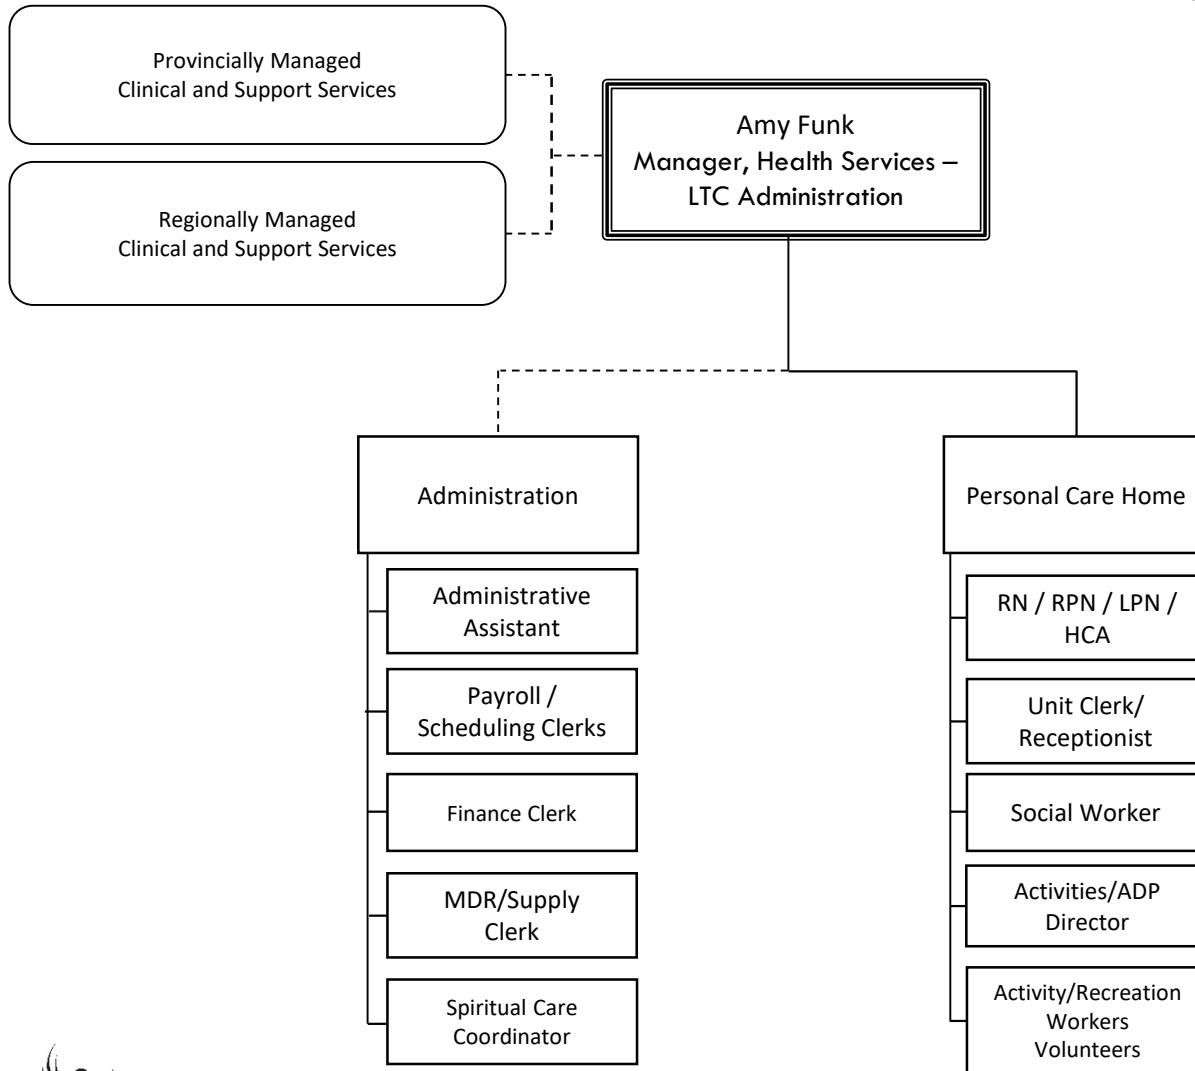 Provincially Managed
Clinical and Support Services
Amy Funk
Manager, Health Services –
LTC Administration
Regionally Managed
Clinical and Support Services
Administration
Administrative
Assistant
Payroll /
Scheduling Clerks
Finance Clerk
MDR/Supply
Clerk
Spiritual Care
Coordinator
Personal Care Home
RN / RPN / LPN /
HCA
Unit Clerk/
Receptionist
Social Worker
Activities/ADP
Director
Activity/Recreation
Workers
Volunteers